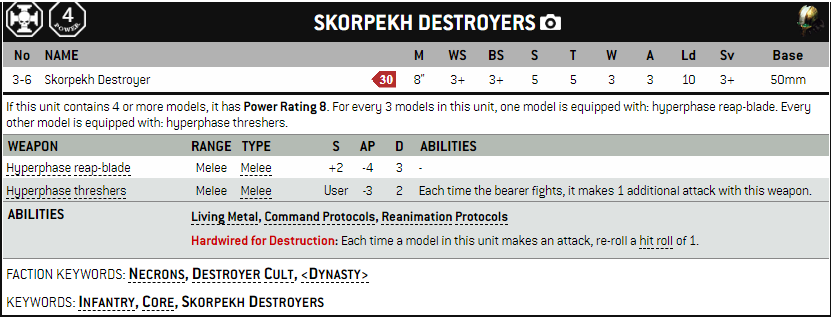 4
POWER
SKORPEKH DESTROYERS
No NAME M WS BS S T W A Ld Sv Base
3-6 Skorpekh Destroyer 30 8" 3+ 3+ 5 5 3 3 10 3+ 50mm
If this unit contains 4 or more models, it has Power Rating 8. For every 3 models in this unit, one model is equipped with: hyperphase reap-blade. Every
other model is equipped with: hyperphase threshers.
WEAPON RANGE TYPE S AP D ABILITIES
Hyperphase reap-blade Melee Melee +2 -4 3 -
Hyperphase threshers Melee Melee User -3 2 Each time the bearer fights, it makes 1 additional attack with this weapon.
ABILITIES Living Metal, Command Protocols, Reanimation Protocols
Hardwired for Destruction: Each time a model in this unit makes an attack, re-roll a hit roll of 1.
FACTION KEYWORDS: NECRONS, DESTROYER CULT, <DYNASTY>
KEYWORDS: INFANTRY, CORE, SKORPEKH DESTROYERS